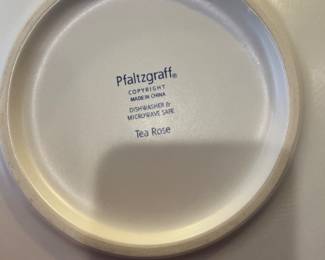 Pfaltzgraff®
COPYRIGHT
MADE IN CHINA
DISHWASHER &
MICROWAVE SAFE
Tea Rose